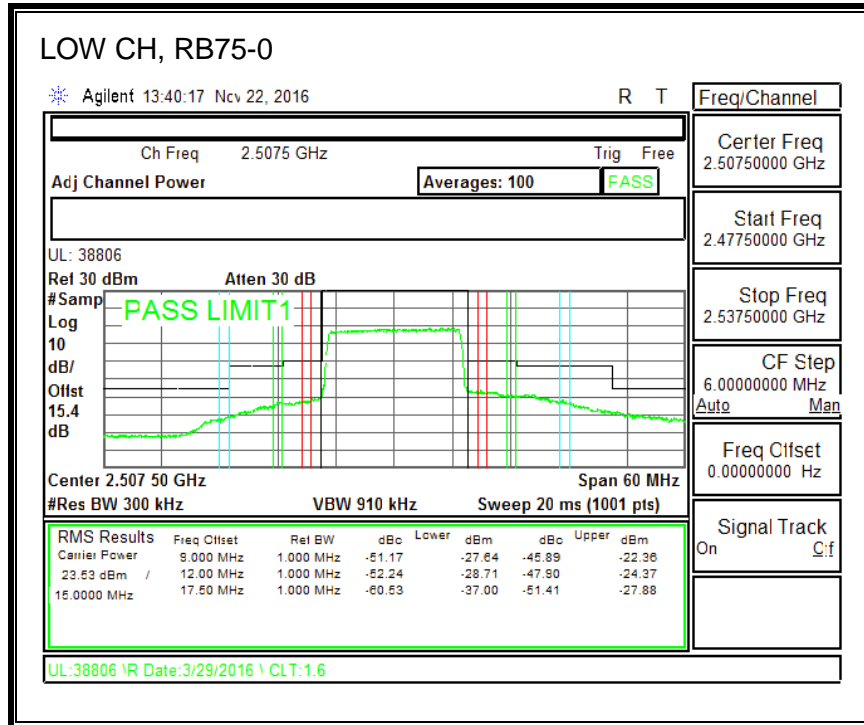 LOW CH, RB75-0
Agilent 13:40:17 Nov 22, 2016 R T
Freq/Channel
Ch Freq 2.5075 GHz Trig Free
Adj Channel Power Averages: 100 PASS
UL: 38806
Ref 30 dBm Atten 30 dB
#Samp
Log
10
dB/
Offst
15.4
dB
PASS LIMIT1
Center 2.507 50 GHz Span 60 MHz
#Res BW 300 kHz VBW 910 kHz Sweep 20 ms (1001 pts)
RMS Results Freq Offset Ref BW dBc Lower dBm dBc Upper dBm
Carrier Power 9.000 MHz 1.000 MHz -51.17 -27.64 -45.89 -22.36
23.53 dBm / 12.00 MHz 1.000 MHz -52.24 -28.71 -47.90 -24.37
15.0000 MHz 17.50 MHz 1.000 MHz -60.53 -37.00 -51.41 -27.88
UL:38806 \R Date:3/29/2016 \ CLT:1.6
Center Freq
2.50750000 GHz
Start Freq
2.47750000 GHz
Stop Freq
2.53750000 GHz
CF Step
6.00000000 MHz
Auto Man
Freq Offset
0.00000000 Hz
Signal Track
On Off